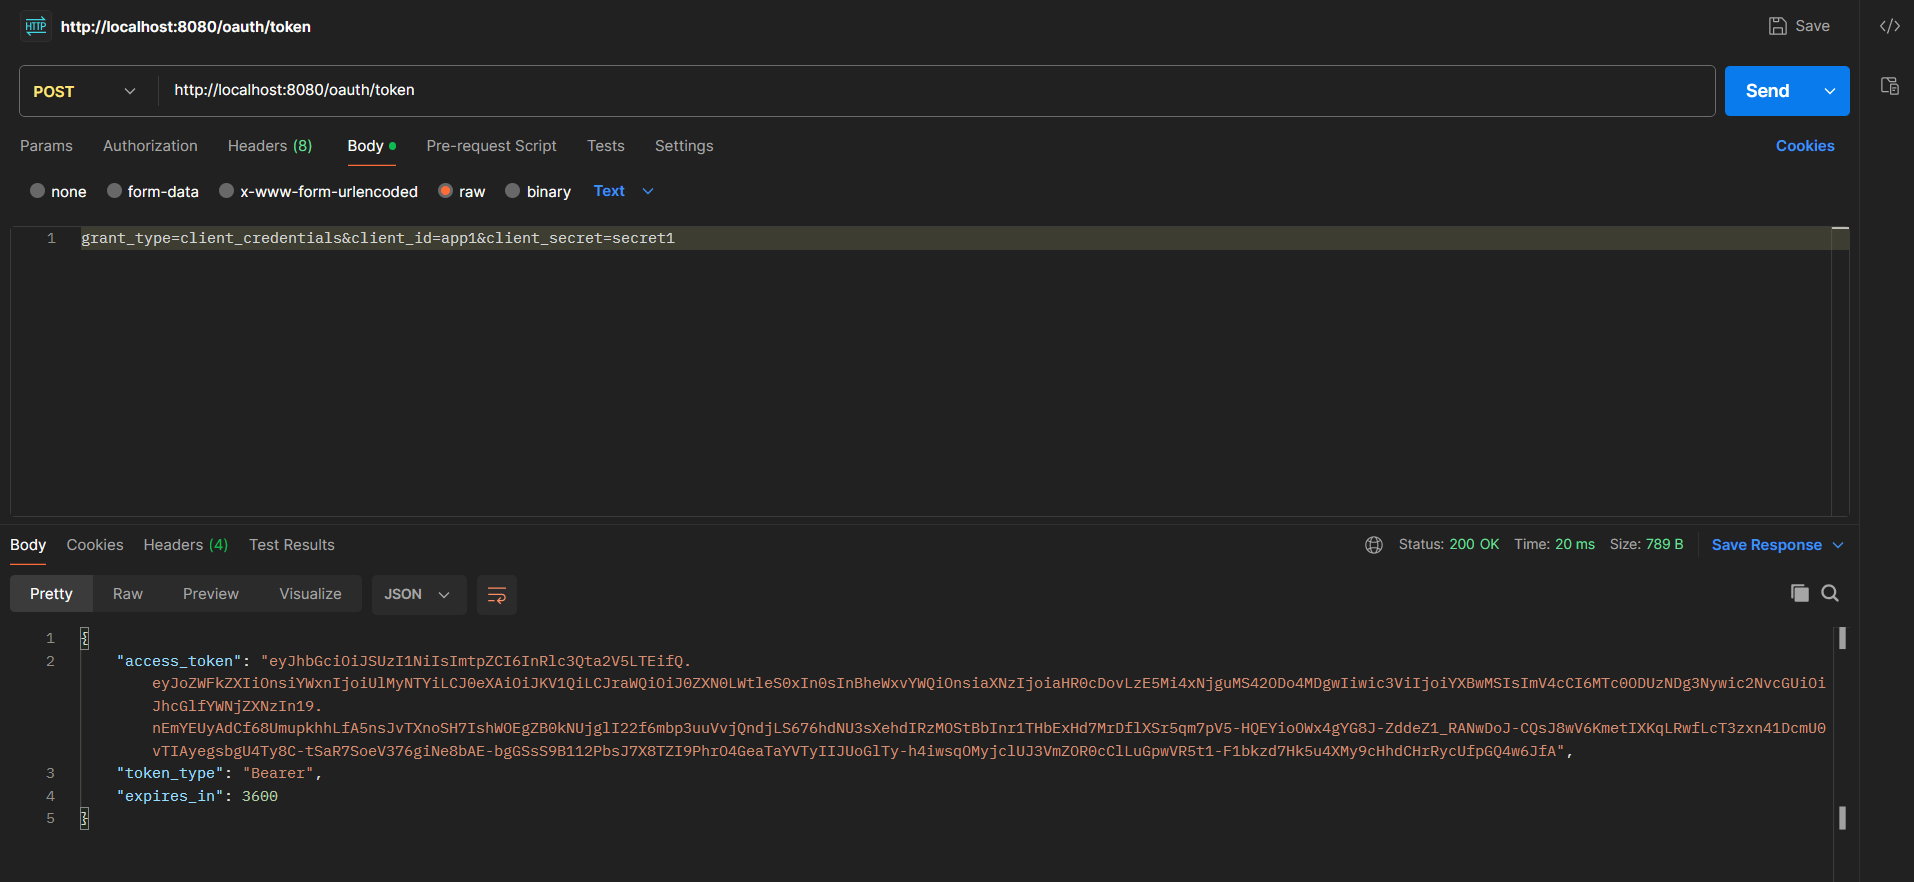 HTTP http://localhost:8080/oauth/token Save
POST http://localhost:8080/oauth/token Send
Params Authorization Headers (8) Body Pre-request Script Tests Settings Cookies
none form-data x-www-form-urlencoded raw binary Text
1 grant_type=client_credentials&client_id=app1&client_secret=secret1
Body Cookies Headers (4) Test Results Status: 200 OK Time: 20 ms Size: 789 B Save Response
Pretty Raw Preview Visualize JSON
1 {
2 "access_token": "eyJhbGciOiJSUzI1NiIsImtpZCI6InRlc3Qta2V5LTEifQ.
eyJoZWFkZXIiOnsiYWxnIjoiUlMyNTYiLCJ0eXAiOiJKV1QiLCJraWQiOiJ0ZXN0LWtleS0xIn0sInBheWxvYWQiOnsiaXNzIjoiaHR0cDovLzE5Mi4xNjguMS42ODo4MDgwIiwic3ViIjoiYXBwMSIsImV4cCI6MTc0ODUzNDg3Nywic2NvcGUiOi
JhcGlfYWNjZXNzIn19.
nEmYEUyAdCf68UmupkhhLfA5nsJvTXnoSH7IshWOEgZB0kNUjglI22f6mbp3uuVvjQndjLS676hdNU3sXehdIRzMOStBbInr1THbExHd7MrDflXSr5qm7pV5-HQEYioOWx4gYG8J-ZddeZ1_RANwDoJ-CQsJ8wV6KmetIXKqLRwfLcT3zxn41DcmU0
vTIAyegsbgU4Ty8C-tSaR7SoeV376giNe8bAE-bgGSsS9B112PbsJ7X8TZI9PhrO4GeaTaYVTyIIJUoGlTy-h4iwsqOMyjclUJ3VmZOR0cClLuGpwVR5t1-F1bkzd7Hk5u4XMy9cHhdCHrRycUfpGQ4w6JfA",
3 "token_type": "Bearer",
4 "expires_in": 3600
5 }